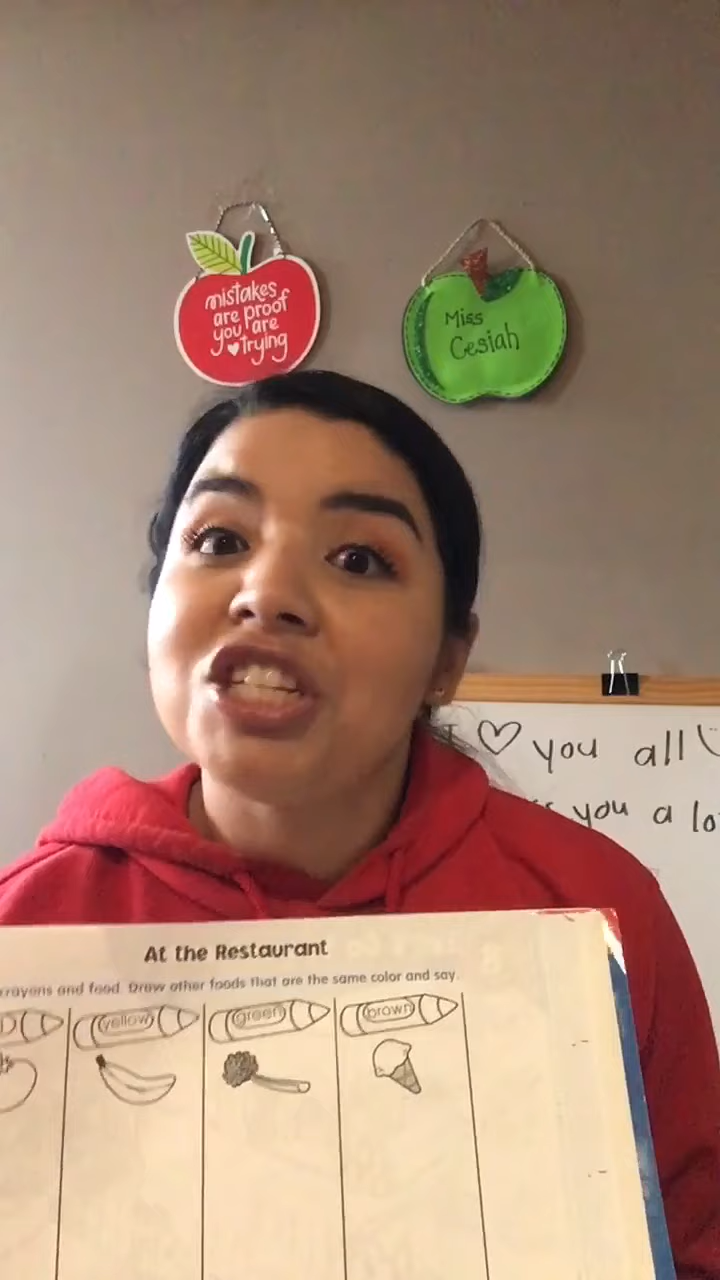 mistakes
are proof
you are
trying
Miss
Cesiah
I you all
you a lo
At the Restaurant
crayons and food. Draw other foods that are the same color and say.
yellow green brown